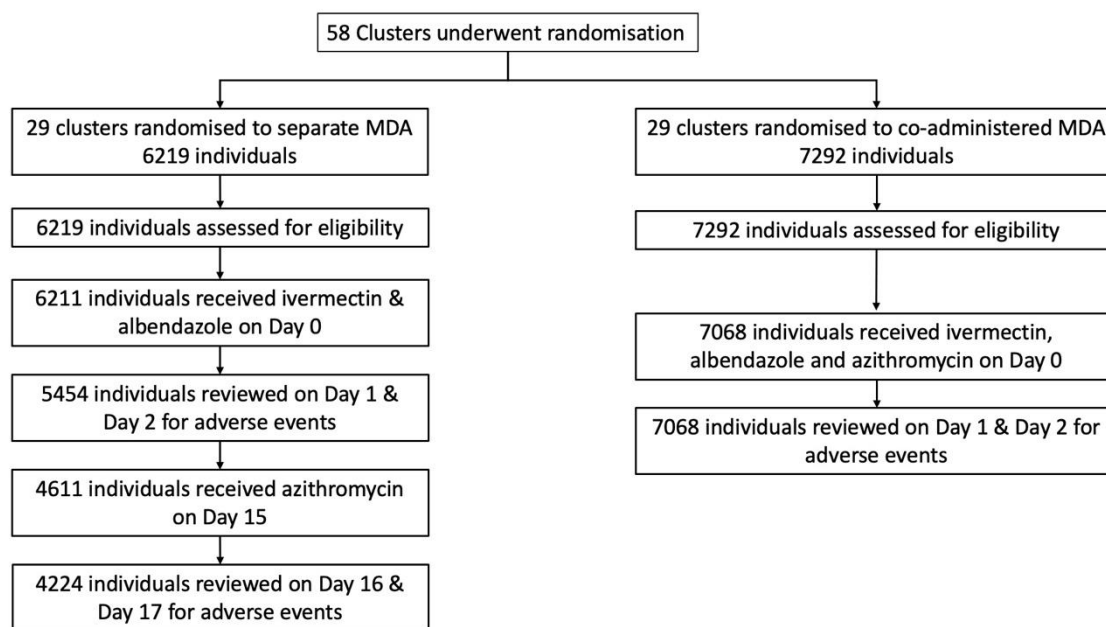 58 Clusters underwent randomisation
29 clusters randomised to separate MDA
6219 individuals
6219 individuals assessed for eligibility
6211 individuals received ivermectin &
albendazole on Day 0
5454 individuals reviewed on Day 1 &
Day 2 for adverse events
4611 individuals received azithromycin
on Day 15
4224 individuals reviewed on Day 16 &
Day 17 for adverse events
29 clusters randomised to co-administered MDA
7292 individuals
7292 individuals assessed for eligibility
7068 individuals received ivermectin,
albendazole and azithromycin on Day 0
7068 individuals reviewed on Day 1 & Day 2 for
adverse events